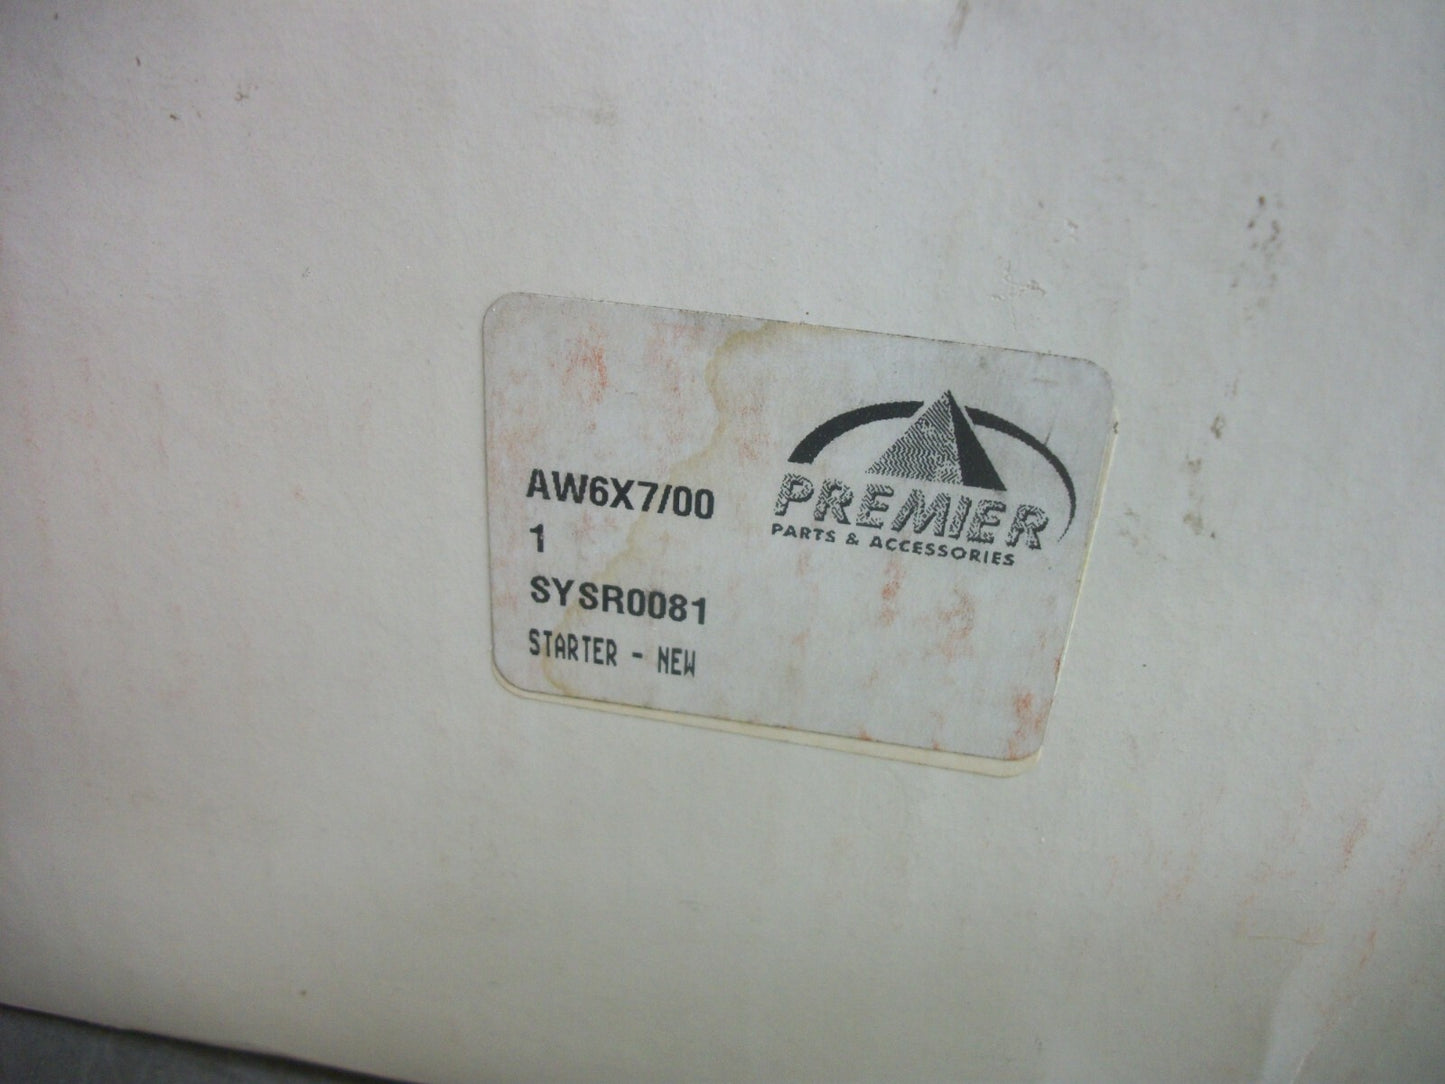 AW6X7/00
1
SYSR0081
STARTER - NEW
PREMIER
PARTS & ACCESSORIES